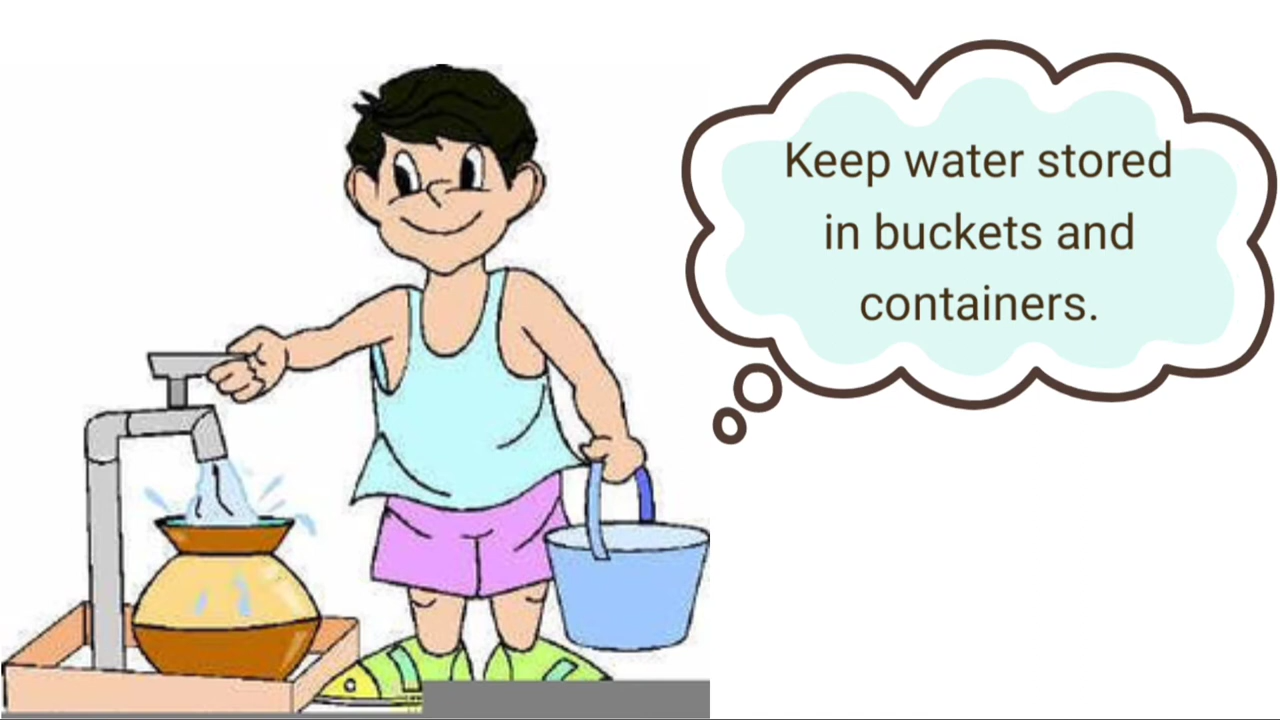 Keep water stored
in buckets and
containers.